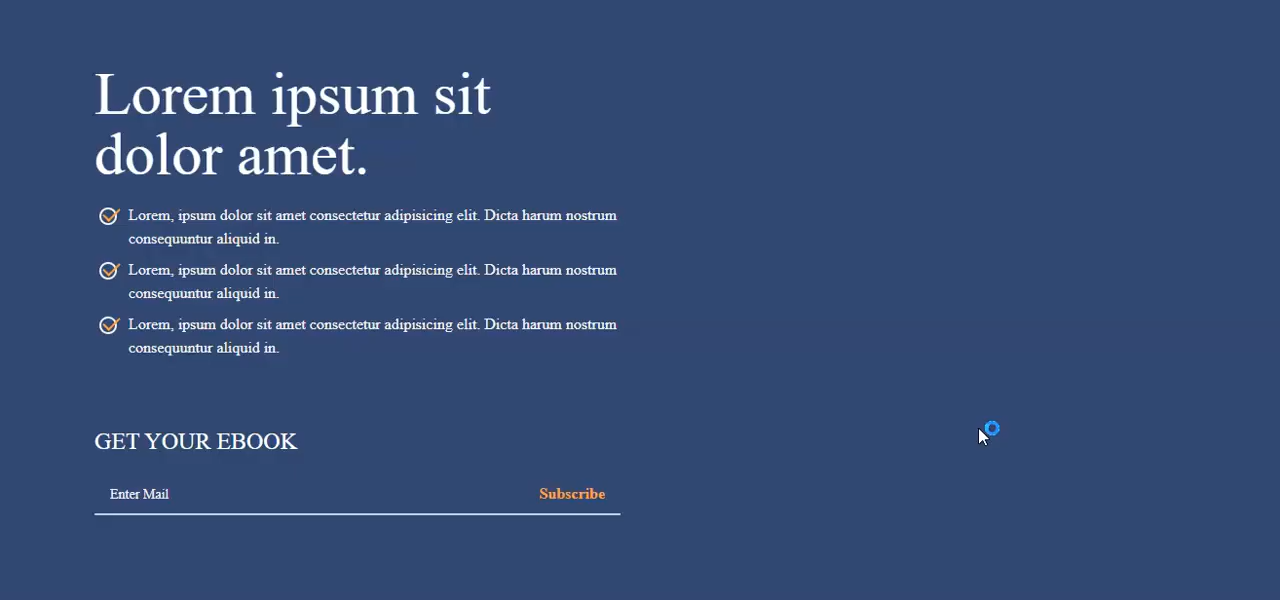 Lorem ipsum sit
dolor amet.
Lorem, ipsum dolor sit amet consectetur adipisicing elit. Dicta harum nostrum
consequuntur aliquid in.
Lorem, ipsum dolor sit amet consectetur adipisicing elit. Dicta harum nostrum
consequuntur aliquid in.
Lorem, ipsum dolor sit amet consectetur adipisicing elit. Dicta harum nostrum
consequuntur aliquid in.
GET YOUR EBOOK
Enter Mail Subscribe